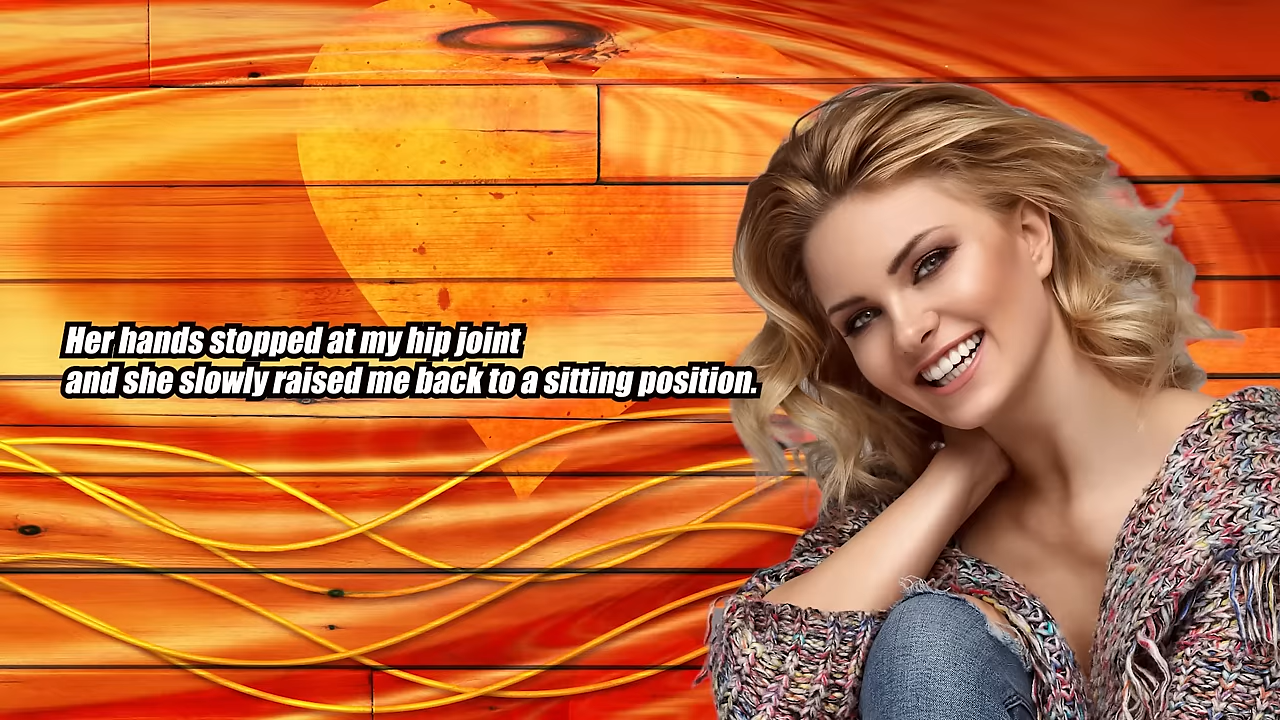 Her hands stopped at my hip joint
and she slowly raised me back to a sitting position.